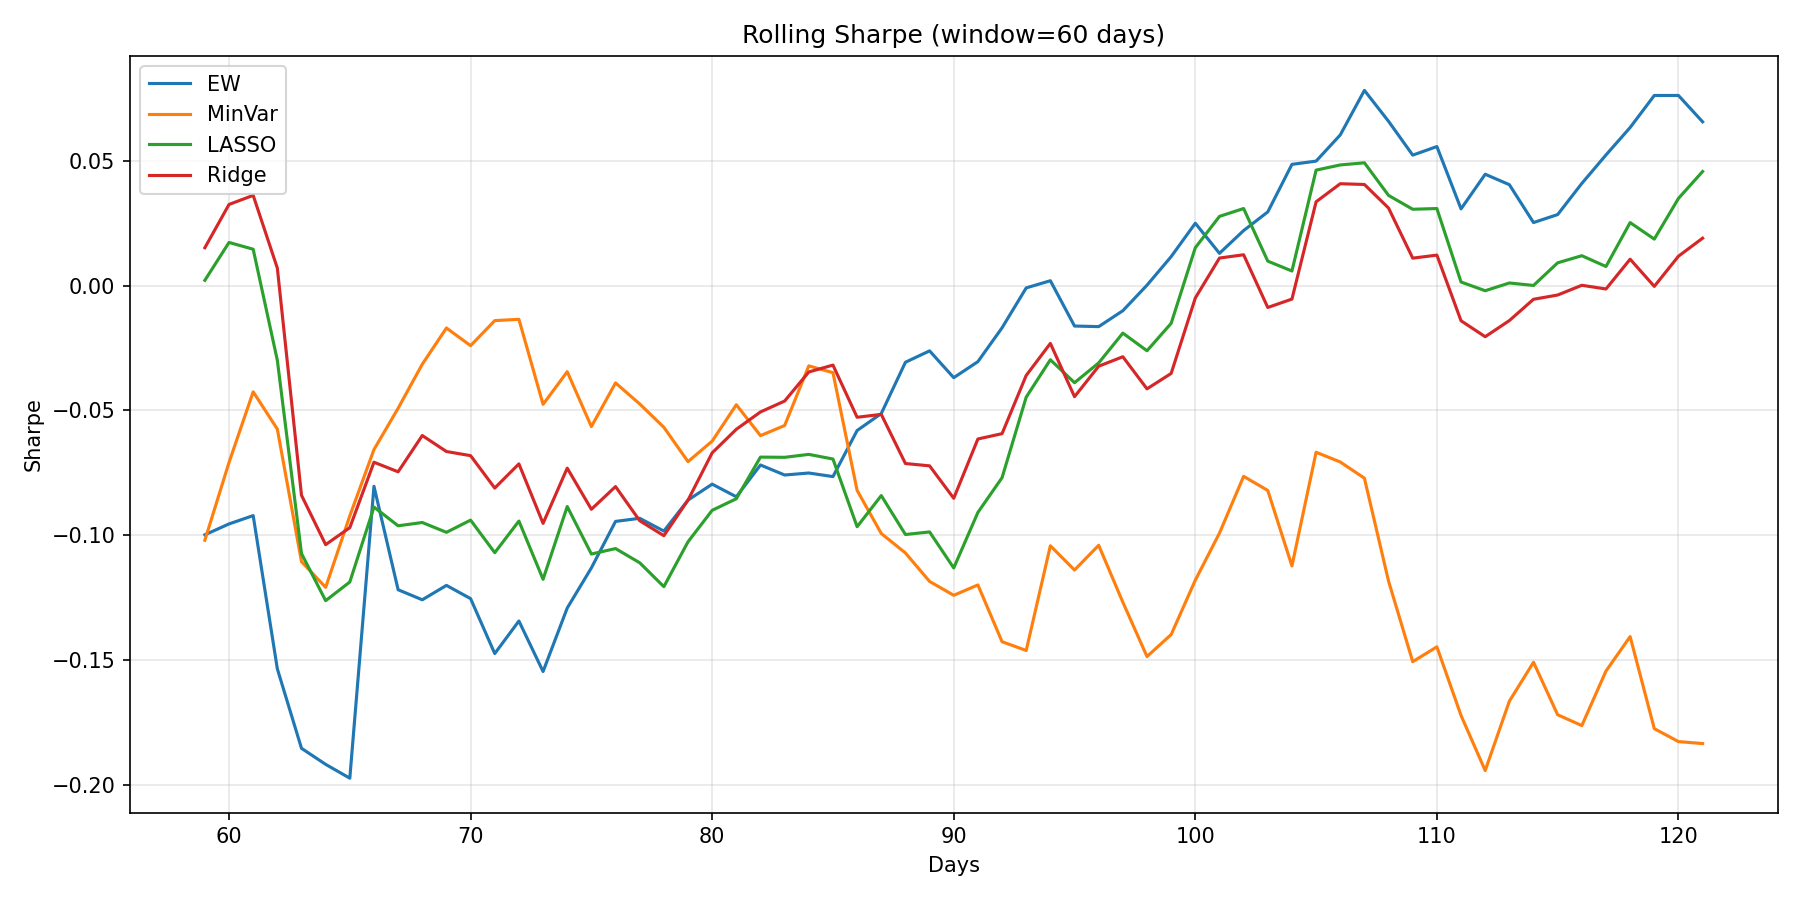 Rolling Sharpe (window=60 days)
EW
MinVar
LASSO
Ridge
0.05
0.00
−0.05
−0.10
−0.15
−0.20
Sharpe
60 70 80 90 100 110 120
Days